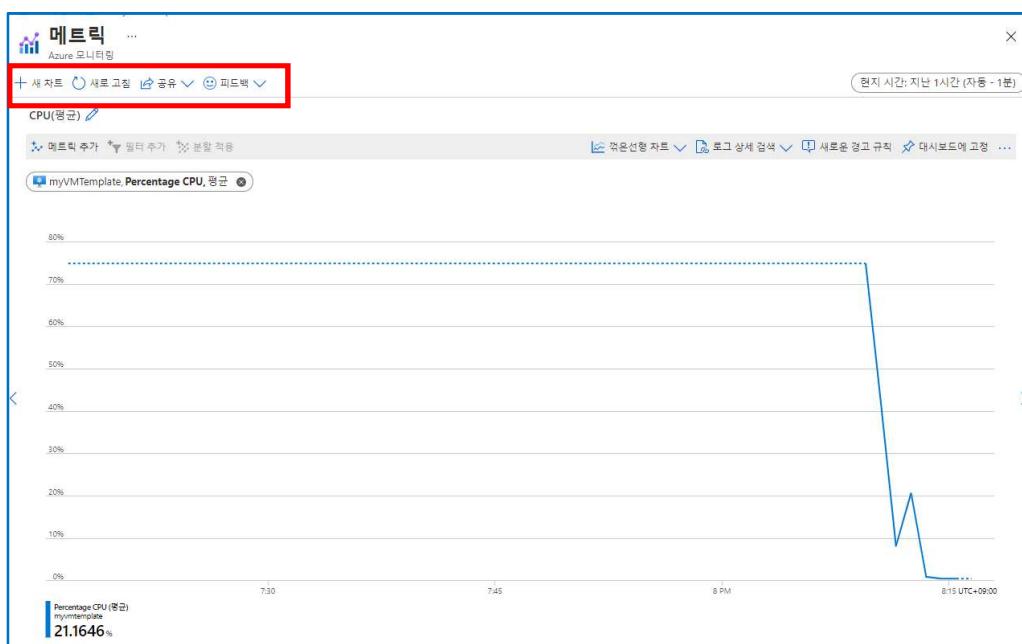 메트릭 ...
Azure 모니터링
새 차트 새로 고침 공유 피드백
현지 시간: 지난 1시간 (자동 - 1분)
CPU(평균)
메트릭 추가 필터 추가 분할 적용
꺾은선형 차트 로그 상세 검색 새로운 경고 규칙 대시보드에 고정 ...
myVMTemplate, Percentage CPU, 평균
80%
70%
60%
50%
40%
30%
20%
10%
0%
7:30 7:45 8 PM 8:15 UTC+09:00
Percentage CPU (평균)
myvmtemplate
21.1646 %